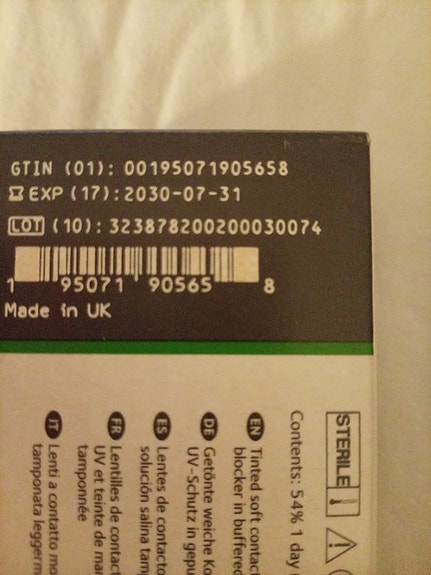 GTIN (01): 00195071905658
EXP (17):2030-07-31
LOT (10): 323878200200030074
1 95071 90565 8
Made in UK
STERILE
Contents: 54% 1 day
EN Tinted soft contac
blocker in buffered
DE Getönte weiche Ko
UV-Schutz in gepu
ES Lentes de contacto
solución salina tam
FR Lentilles de contact
UV et teinte de mar
tamponnée
IT Lenti a contatto mo
tamponata leggerm